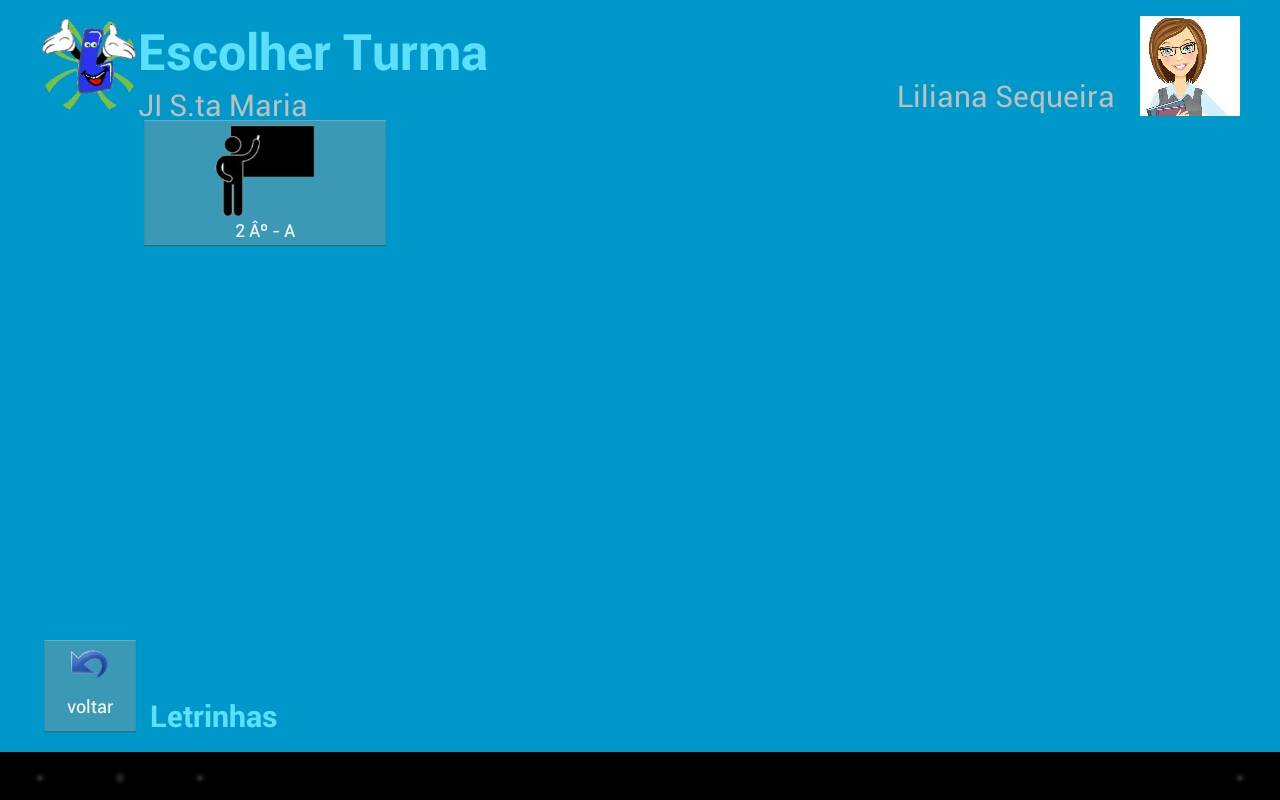 Escolher Turma
JI S.ta Maria
Liliana Sequeira
2 Âº - A
voltar
Letrinhas